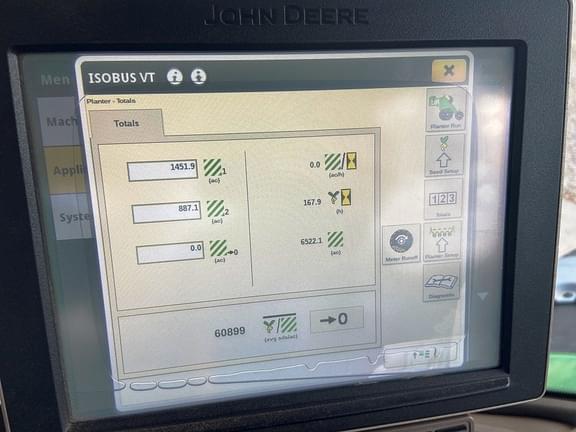 JOHN DEERE
Men
ISOBUS VT
Mach
Appli
Syste
Planter - Totals
Totals
1451.9
1
(ac)
887.1
2
(ac)
0.0
0
(ac)
0.0
(ac/h)
167.9
(h)
6522.1
(ac)
60899
(avg sds/ac)
0
Planter Run
Seed Setup
123
Totals
Meter Runoff
Planter Setup
Diagnostic